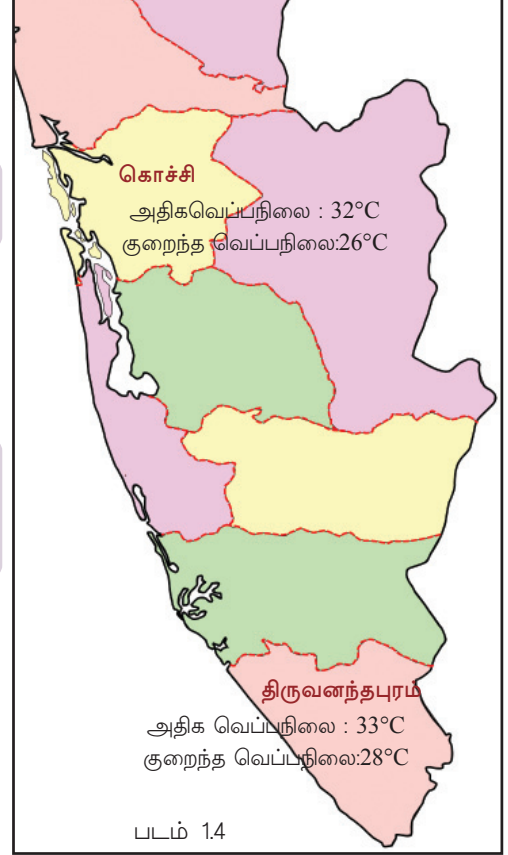 கொச்சி
அதிகவெப்பநிலை : 32°C
குறைந்த வெப்பநிலை:26°C
திருவனந்தபுரம்
அதிக வெப்பநிலை : 33°C
குறைந்த வெப்பநிலை:28°C
படம் 1.4